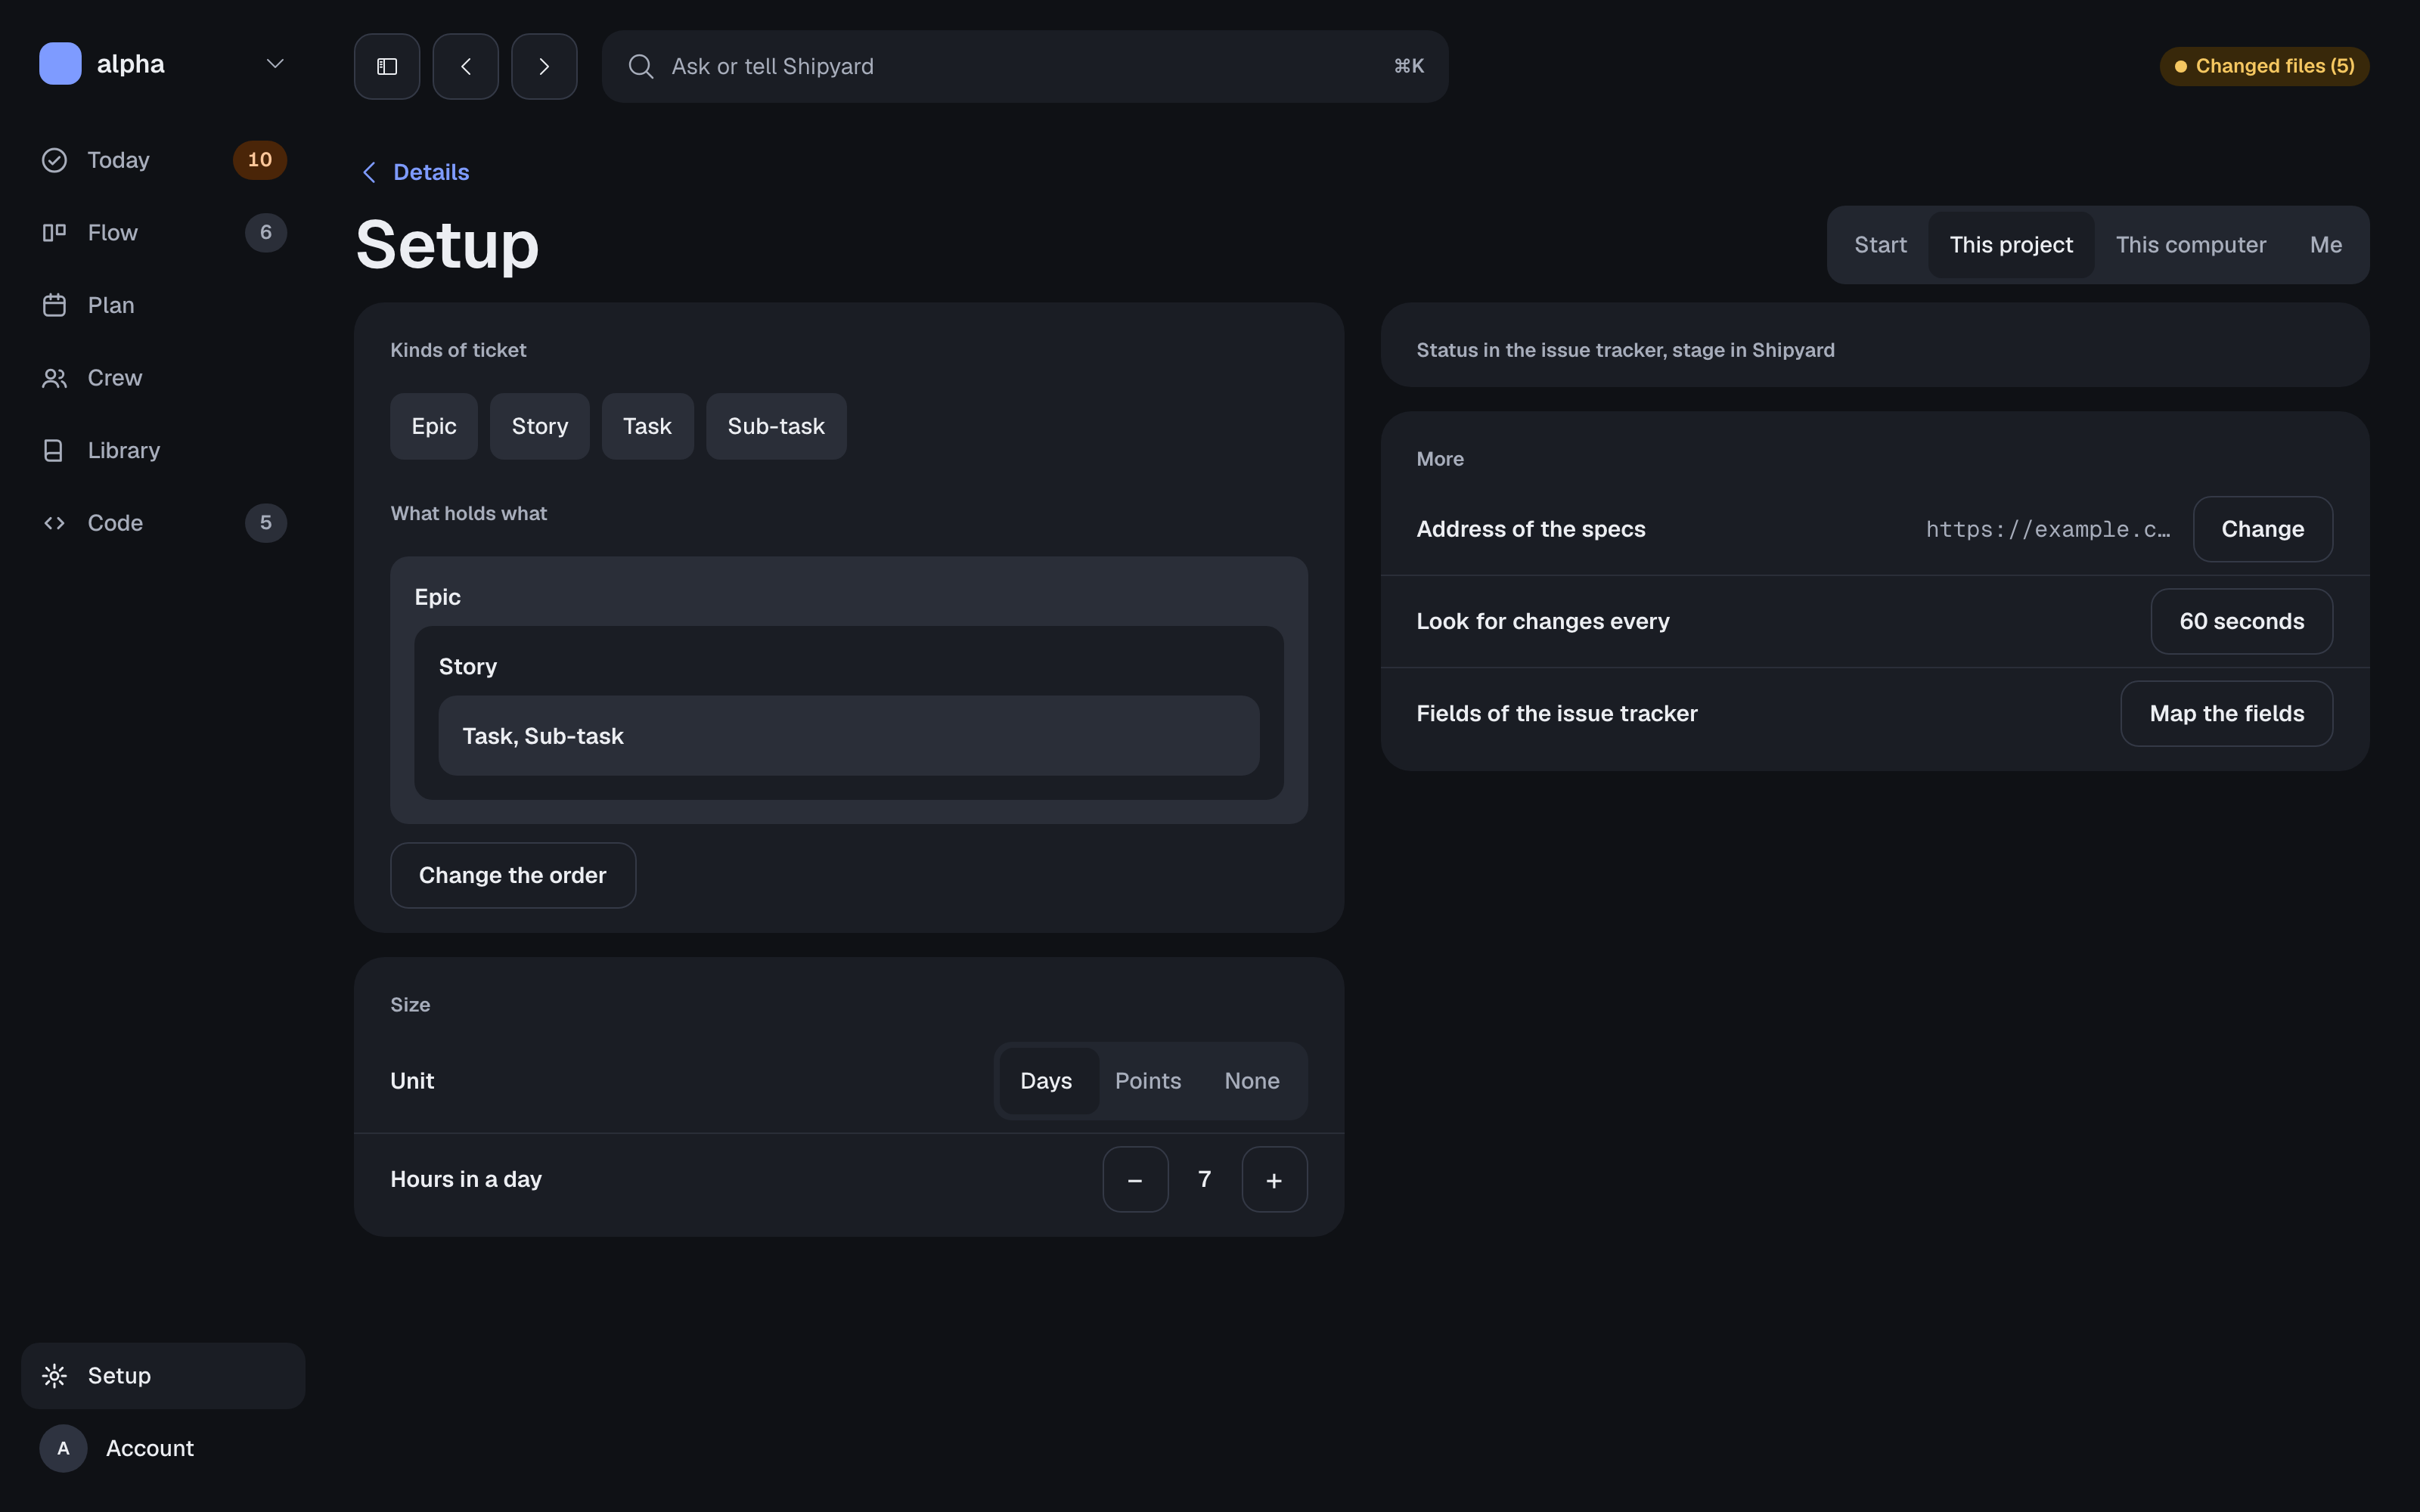 alpha
Ask or tell Shipyard
⌘K
Changed files (5)
Today
10
Flow
6
Plan
Crew
Library
Code
5
Setup
A
Account
Details
Setup
Start
This project
This computer
Me
Kinds of ticket
Epic
Story
Task
Sub-task
What holds what
Epic
Story
Task, Sub-task
Change the order
Size
Unit
Days
Points
None
Hours in a day
−
7
+
Status in the issue tracker, stage in Shipyard
More
Address of the specs
https://example.c…
Change
Look for changes every
60 seconds
Fields of the issue tracker
Map the fields